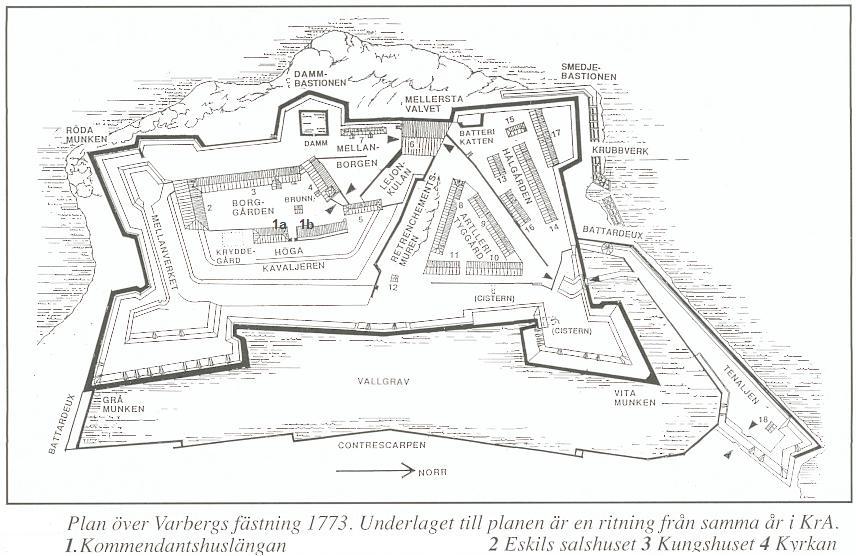 SMEDJE-
BASTIONEN
DAMM-
BASTIONEN
MELLERSTA
VALVET
RÖDA
MUNKEN
DAMM
7
MELLAN-
BORGEN
6
BATTERI
KATTEN
15
17
KRUBBVERK
HALGÅRDEN
13
16
14
LEJON-
KULAN
3
2
BORG-
GÅRDEN
BRUNN
4
5
1a
1b
KRYDDE-
GÅRD
HÖGA
KAVALJEREN
MELLANVERKET
RETRENCHEMENTS-
MUREN
8
9
ARTILLERI
TYGGÅRD
11
10
12
BATTARDEUX
(CISTERN)
(CISTERN)
TENALJEN
18
GRÅ
MUNKEN
VALLGRAV
VITA
MUNKEN
BATTARDEUX
CONTRESCARPEN
NORR
Plan över Varbergs fästning 1773. Underlaget till planen är en ritning från samma år i KrA.
1.Kommendantshuslängan 2 Eskils salshuset 3 Kungshuset 4 Kyrkan